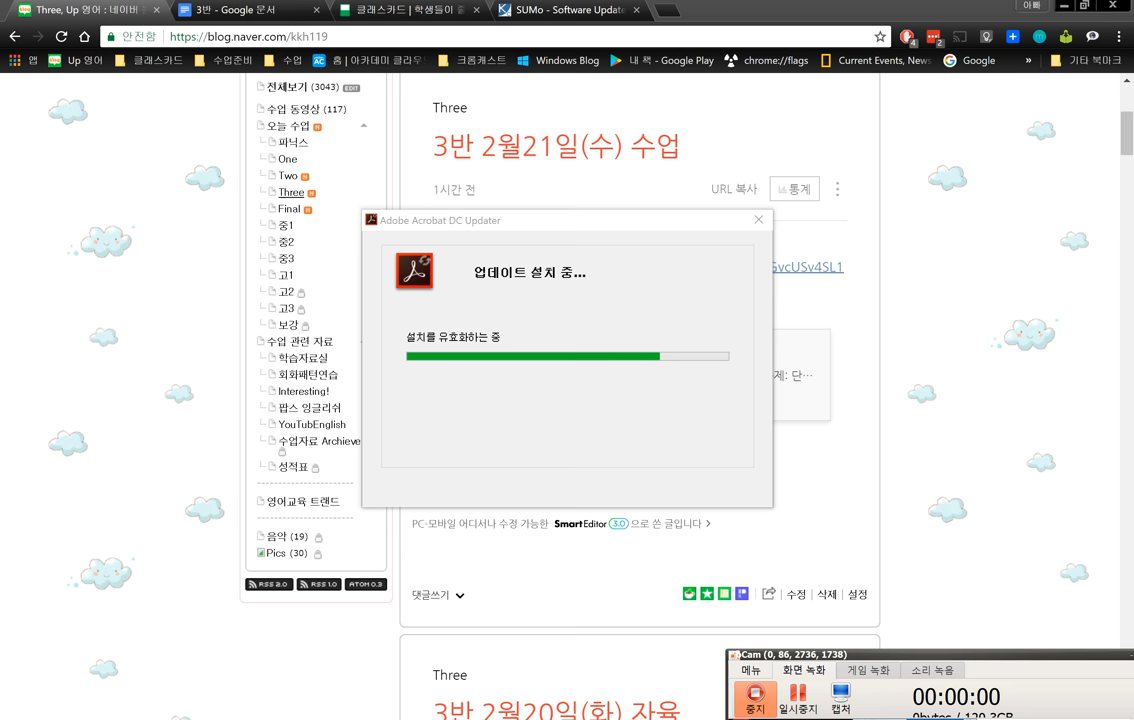 Three, Up 영어 : 네이버
3반 - Google 문서
클래스카드 | 학생들이
SUMo - Software Update
아빠
안전함
https://blog.naver.com/kkh119
4
2
앱
Up 영어
클래스카드
수업준비
수업
홈 | 아카데미 클라우
크롬캐스트
Windows Blog
내 책 - Google Play
chrome://flags
Current Events, News
Google
»
기타 북마크
전체보기 (3043) EDIT
수업 동영상 (117)
오늘 수업
파닉스
One
Two
Three
Final
중1
중2
중3
고1
고2
고3
보강
수업 관련 자료
학습자료실
회화패턴연습
Interesting!
팝스 잉글리쉬
YouTubEnglish
수업자료 Archieve
성적표
영어교육 트랜드
음악 (19)
Pics (30)
RSS 2.0
RSS 1.0
ATOM 0.3
Three
3반 2월21일(수) 수업
1시간 전
URL 복사
통계
GvcUSv4SL1
제: 단…
Adobe Acrobat DC Updater
업데이트 설치 중...
설치를 유효화하는 중
PC-모바일 어디서나 수정 가능한 SmartEditor 3.0 으로 쓴 글입니다
댓글쓰기
수정 | 삭제 | 설정
Three
3반 2월20일(화) 자율
oCam (0, 86, 2736, 1738)
메뉴
화면 녹화
게임 녹화
소리 녹음
중지
일시중지
캡처
00:00:00
0bytes / 120.3GB